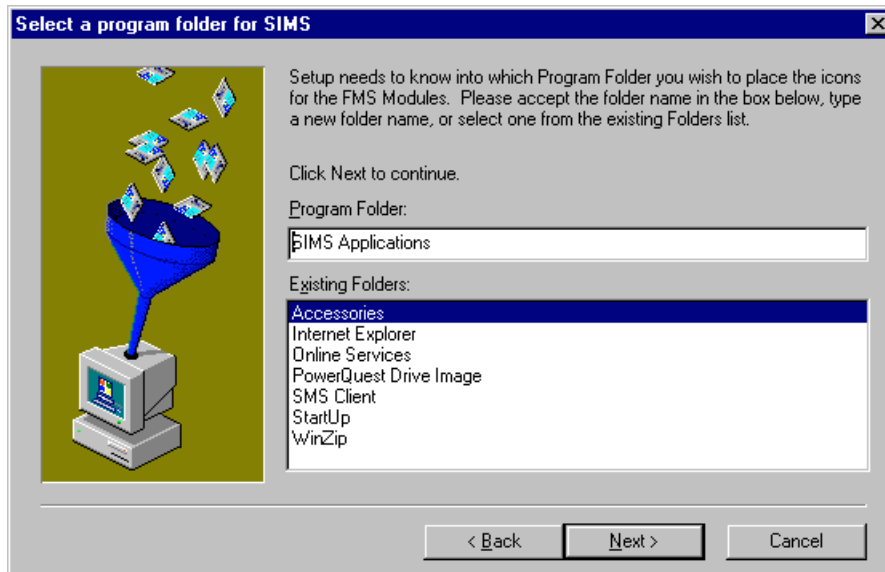 Select a program folder for SIMS
Setup needs to know into which Program Folder you wish to place the icons
for the FMS Modules. Please accept the folder name in the box below, type
a new folder name, or select one from the existing Folders list.
Click Next to continue.
Program Folder:
SIMS Applications
Existing Folders:
Accessories
Internet Explorer
Online Services
PowerQuest Drive Image
SMS Client
StartUp
WinZip
< Back
Next >
Cancel